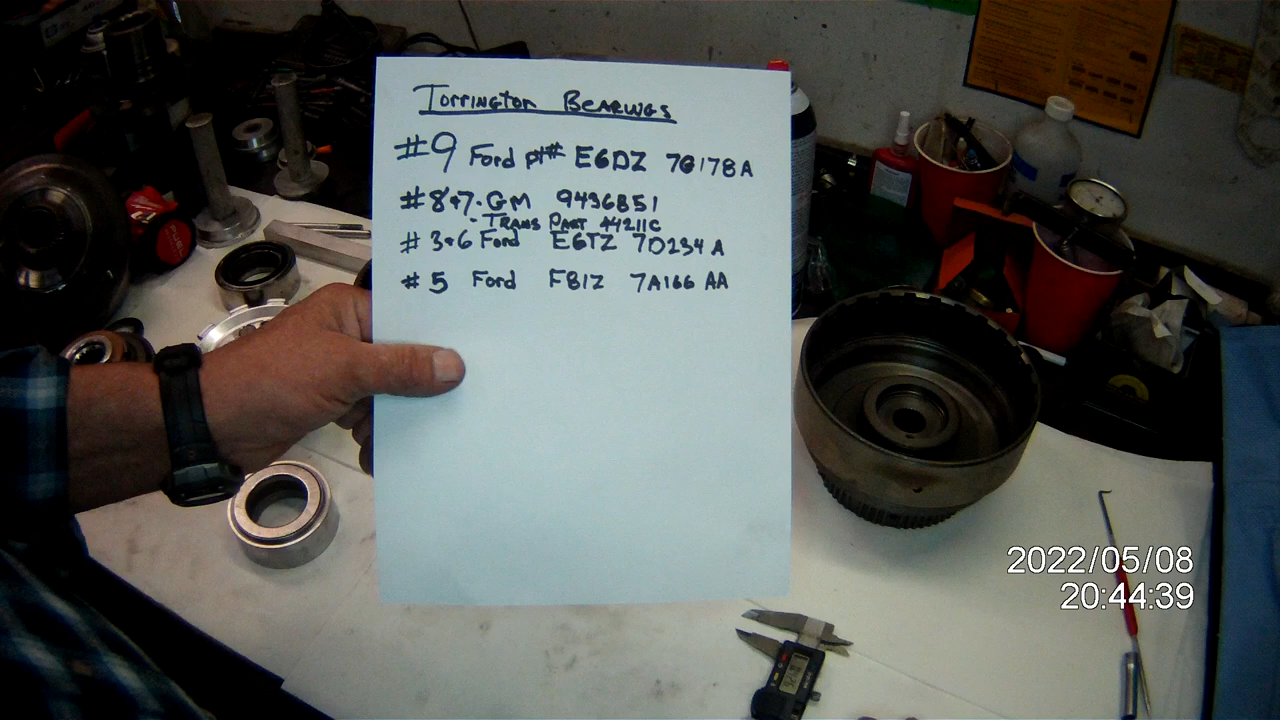 Torrington Bearings
#9 Ford pt# E6DZ 7G178A
#8+7 - GM 9436851
- Trans Part 44211C
#3+6 Ford E6TZ 7D234A
#5 Ford F81Z 7A166 AA
2022/05/08
20:44:39